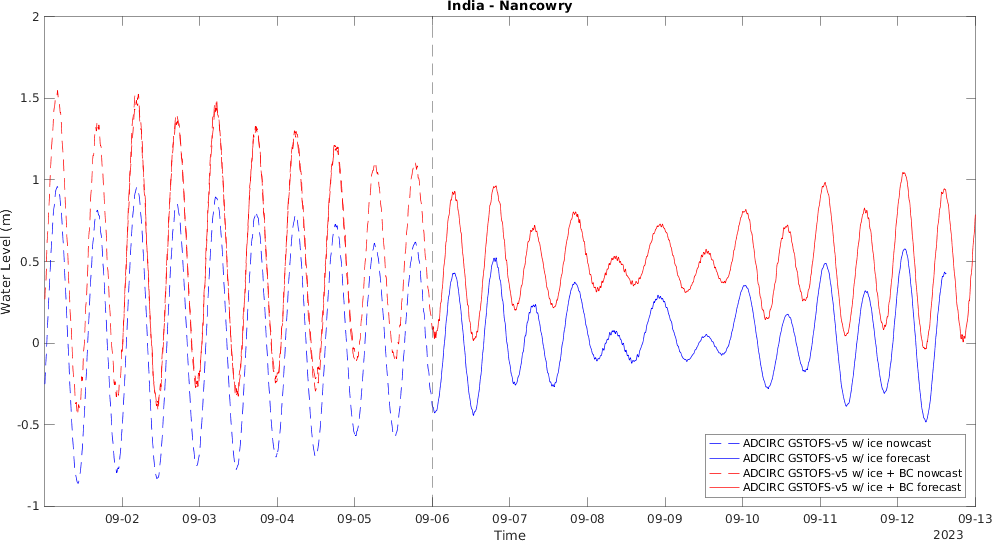 India - Nancowry
2
1.5
1
0.5
0
-0.5
-1
Water Level (m)
09-02
09-03
09-04
09-05
09-06
09-07
09-08
09-09
09-10
09-11
09-12
09-13
Time
2023
ADCIRC GSTOFS-v5 w/ ice nowcast
ADCIRC GSTOFS-v5 w/ ice forecast
ADCIRC GSTOFS-v5 w/ ice + BC nowcast
ADCIRC GSTOFS-v5 w/ ice + BC forecast